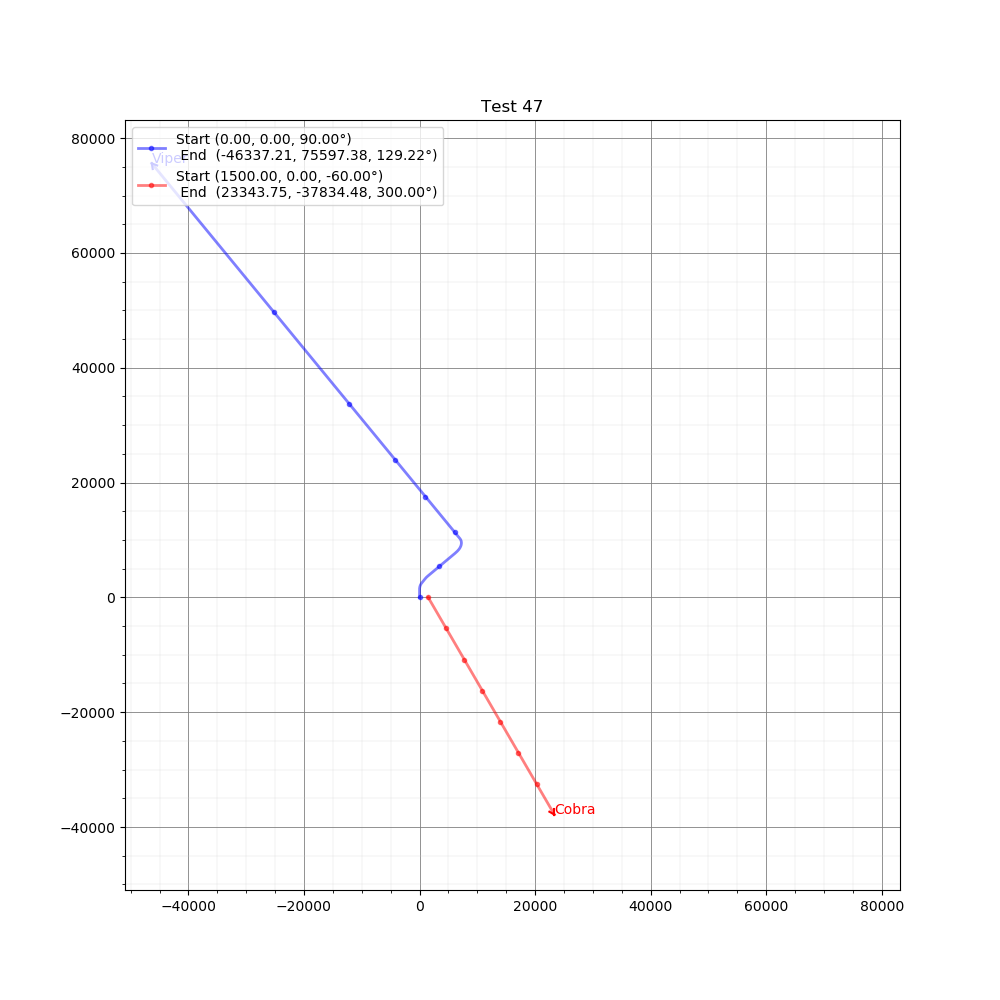 Test 47
80000
60000
40000
20000
0
−20000
−40000
Start (0.00, 0.00, 90.00°)
End (-46337.21, 75597.38, 129.22°)
Start (1500.00, 0.00, -60.00°)
End (23343.75, -37834.48, 300.00°)
Viper
Cobra
−40000 −20000 0 20000 40000 60000 80000